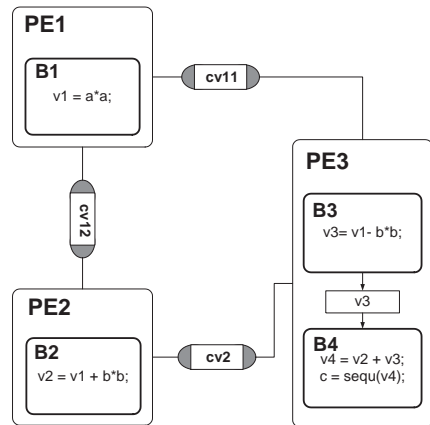 PE1
B1
v1 = a*a;
cv11
PE3
B3
v3= v1- b*b;
cv12
v3
PE2
B2
v2 = v1 + b*b;
cv2
B4
v4 = v2 + v3;
c = sequ(v4);